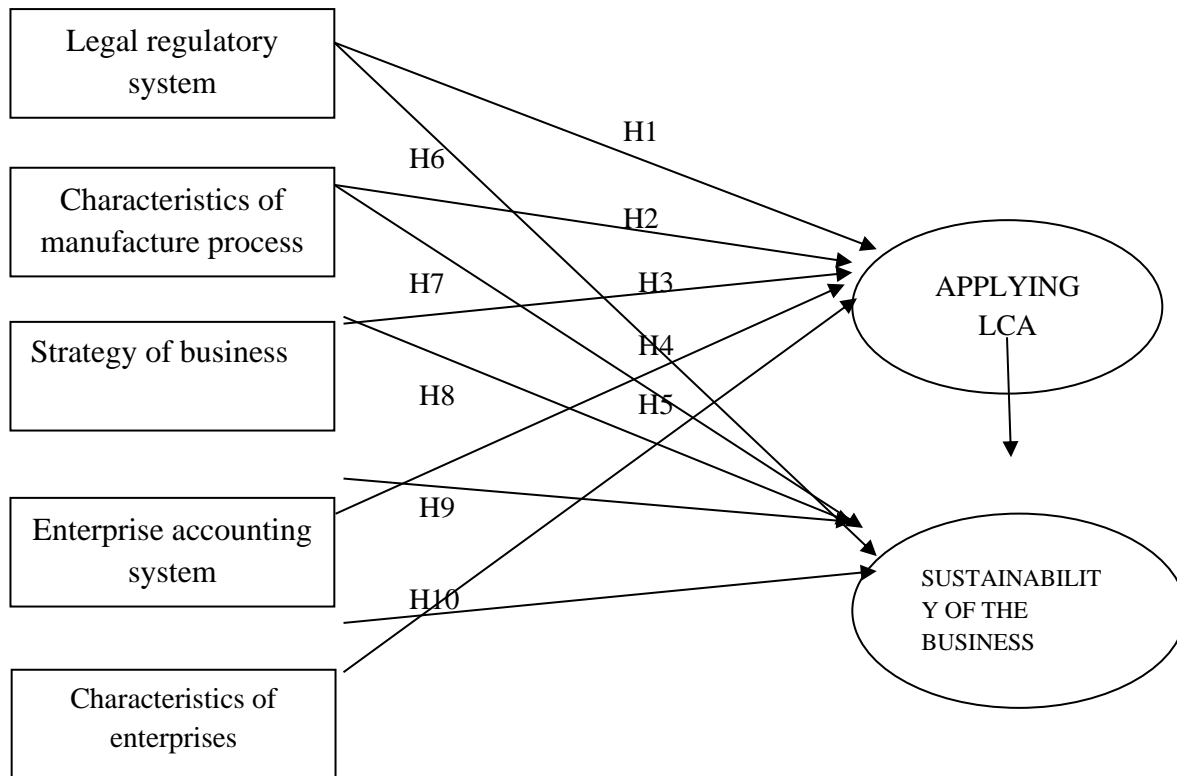 Legal regulatory
system
H1
H6
Characteristics of
manufacture process
H2
H7
H3
APPLYING
LCA
Strategy of business
H4
H8
H5
H9
Enterprise accounting
system
SUSTAINABILIT
Y OF THE
BUSINESS
H10
Characteristics of
enterprises